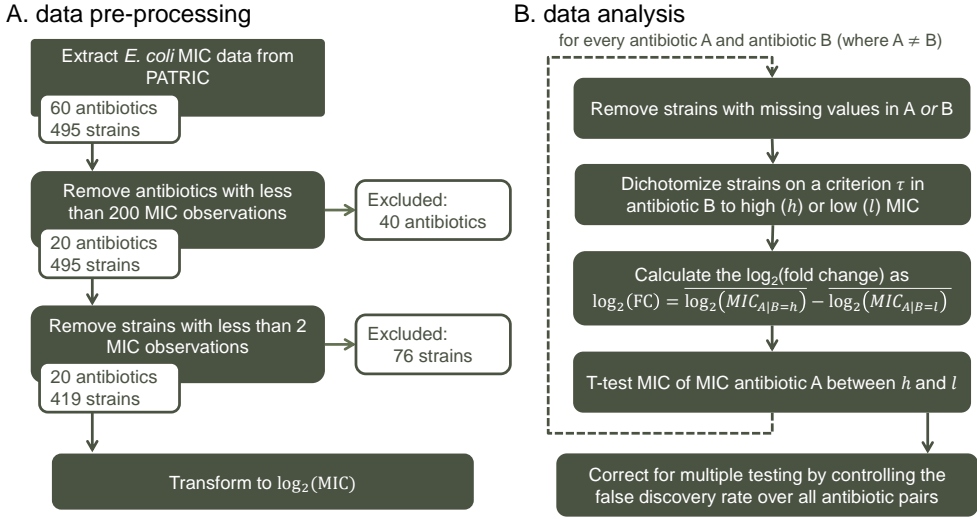 A. data pre-processing
Extract E. coli MIC data from
PATRIC
60 antibiotics
495 strains
Remove antibiotics with less
than 200 MIC observations
Excluded:
40 antibiotics
20 antibiotics
495 strains
Remove strains with less than 2
MIC observations
Excluded:
76 strains
20 antibiotics
419 strains
Transform to log₂(MIC)
B. data analysis
for every antibiotic A and antibiotic B (where A ≠ B)
Remove strains with missing values in A or B
Dichotomize strains on a criterion τ in
antibiotic B to high (h) or low (l) MIC
Calculate the log₂(fold change) as
log₂(FC) = log₂(MIC_{A|B=h}) − log₂(MIC_{A|B=l})
T-test MIC of MIC antibiotic A between h and l
Correct for multiple testing by controlling the
false discovery rate over all antibiotic pairs